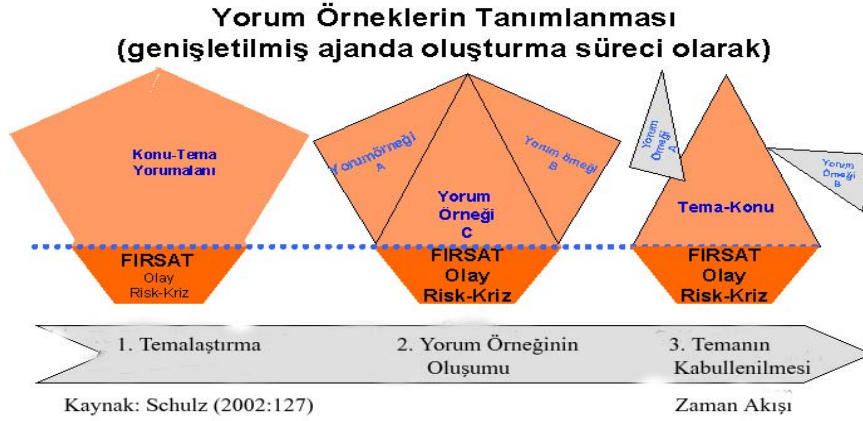 Yorum Örneklerin Tanımlanması
(genişletilmiş ajanda oluşturma süreci olarak)
Konu-Tema
Yorumalanı
FIRSAT
Olay
Risk-Kriz
Yorumörneği
A
Yorum örneği
B
Yorum
Örneği
C
FIRSAT
Olay
Risk-Kriz
Yorum
Örneği
A
Yorum
Örneği
B
Tema-Konu
FIRSAT
Olay
Risk-Kriz
1. Temalaştırma
2. Yorum Örneğinin
Oluşumu
3. Temanın
Kabullenilmesi
Kaynak: Schulz (2002:127)
Zaman Akışı